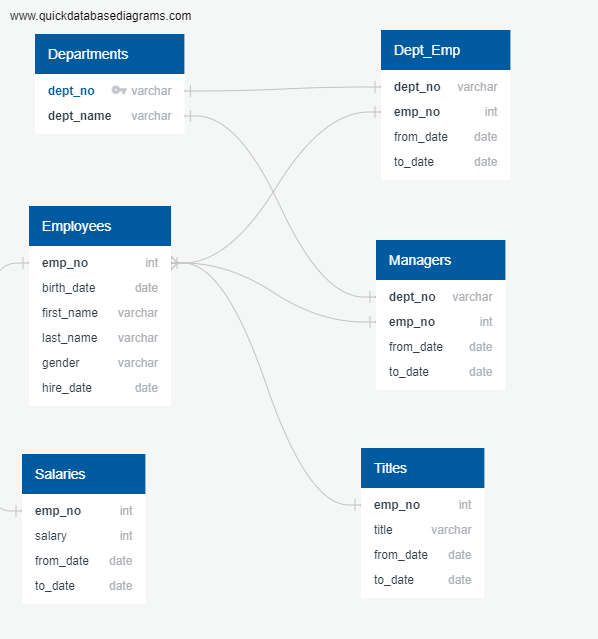 www.quickdatabasediagrams.com
Departments
dept_no varchar
dept_name varchar
Dept_Emp
dept_no varchar
emp_no int
from_date date
to_date date
Employees
emp_no int
birth_date date
first_name varchar
last_name varchar
gender varchar
hire_date date
Managers
dept_no varchar
emp_no int
from_date date
to_date date
Salaries
emp_no int
salary int
from_date date
to_date date
Titles
emp_no int
title varchar
from_date date
to_date date